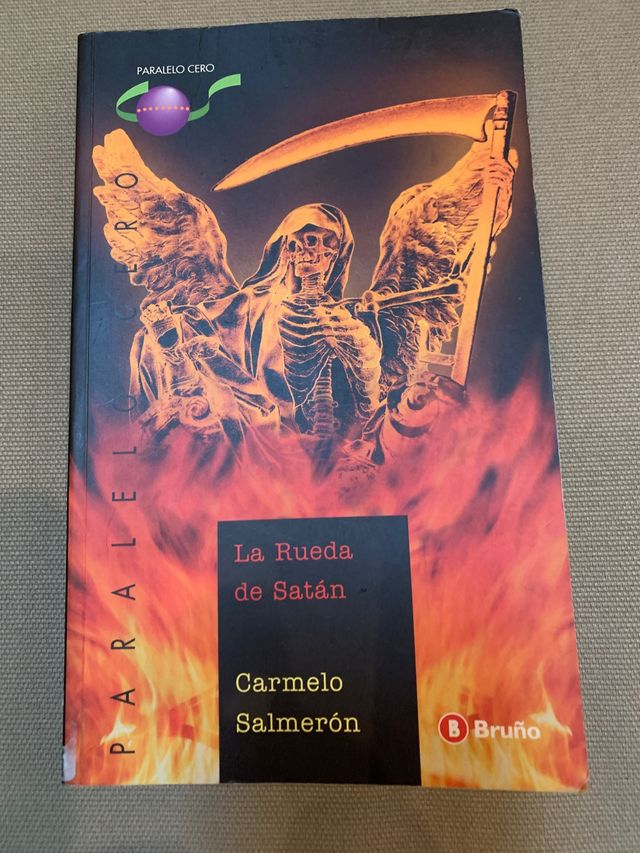 PARALELO CERO
PARALELO CERO
La Rueda
de Satán
Carmelo
Salmerón
B Bruño